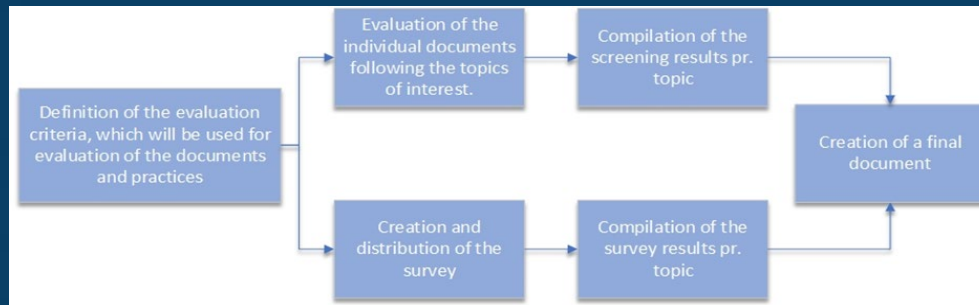 Definition of the evaluation
criteria, which will be used for
evaluation of the documents
and practices
Evaluation of the
individual documents
following the topics
of interest.
Compilation of the
screening results pr.
topic
Creation and
distribution of the
survey
Compilation of the
survey results pr.
topic
Creation of a final
document